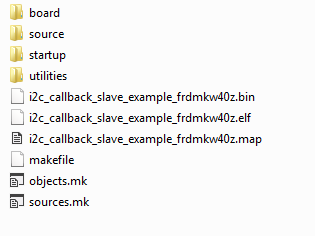 board
source
startup
utilities
i2c_callback_slave_example_frdmkw40z.bin
i2c_callback_slave_example_frdmkw40z.elf
i2c_callback_slave_example_frdmkw40z.map
makefile
objects.mk
sources.mk